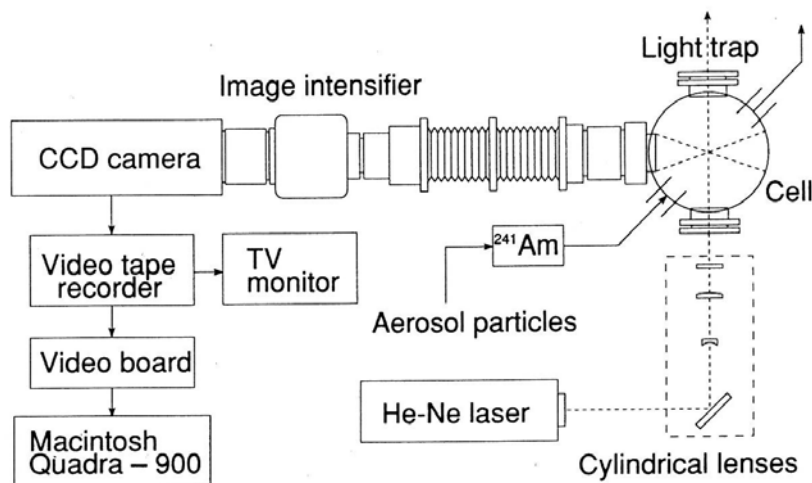 Light trap
Image intensifier
CCD camera
Cell
²⁴¹Am
Video tape
recorder
TV
monitor
Aerosol particles
Video board
He-Ne laser
Macintosh
Quadra – 900
Cylindrical lenses